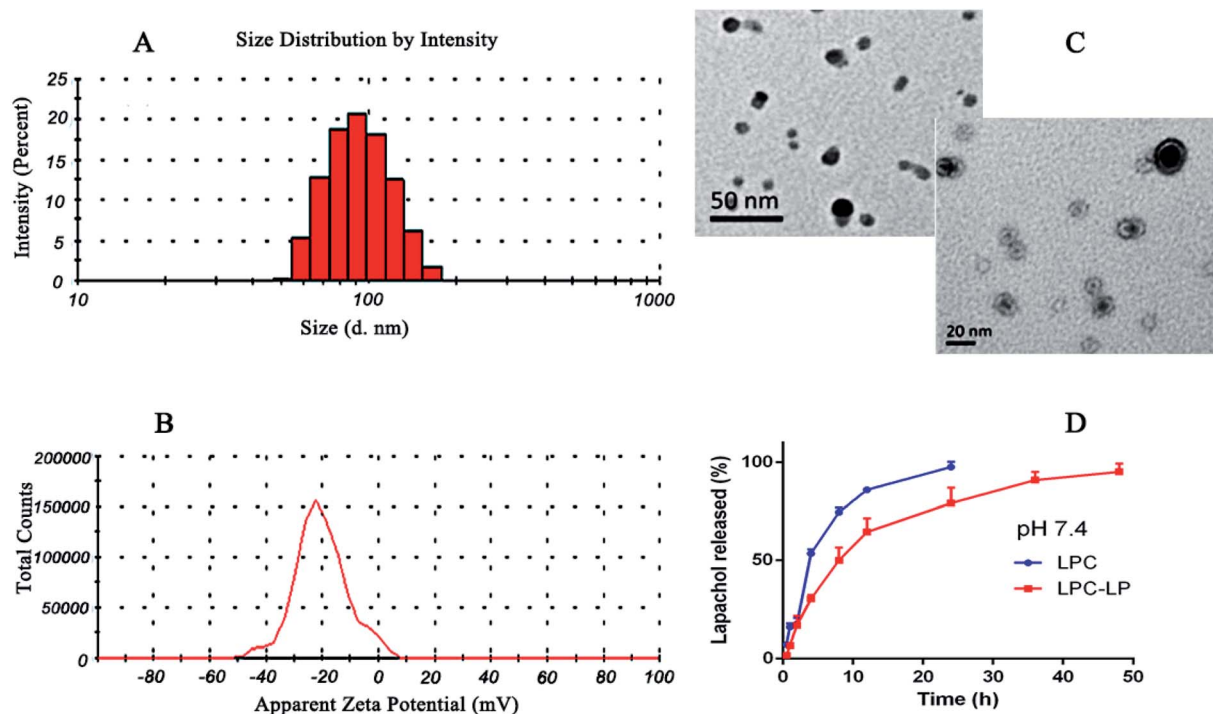 A
Size Distribution by Intensity
Intensity (Percent)
25
20
15
10
5
0
10
100
1000
Size (d. nm)
C
50 nm
20 nm
B
Total Counts
200000
150000
100000
50000
0
-80
-60
-40
-20
0
20
40
60
80
100
Apparent Zeta Potential (mV)
D
Lapachol released (%)
100
50
0
pH 7.4
LPC
LPC-LP
0
10
20
30
40
50
Time (h)